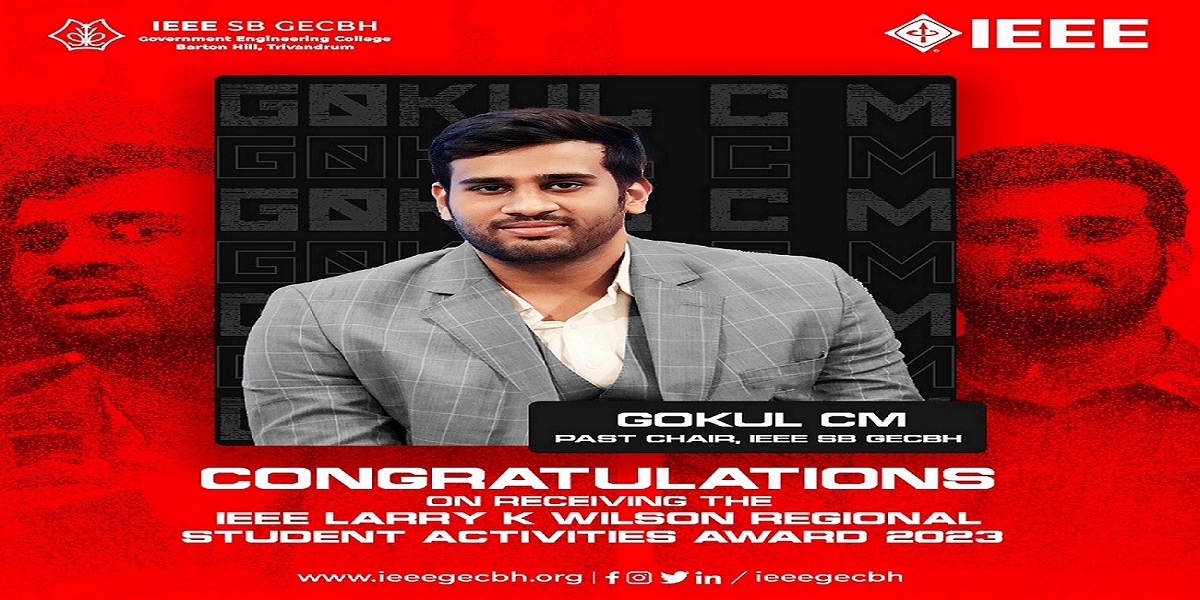 IEEE SB GECBH
Government Engineering College
Barton Hill, Trivandrum
IEEE
GOKUL C M
GOKUL C M
GOKUL C M
GOKUL CM
PAST CHAIR, IEEE SB GECBH
CONGRATULATIONS
ON RECEIVING THE
IEEE LARRY K WILSON REGIONAL
STUDENT ACTIVITIES AWARD 2023
www.ieeegecbh.org | / ieeegecbh